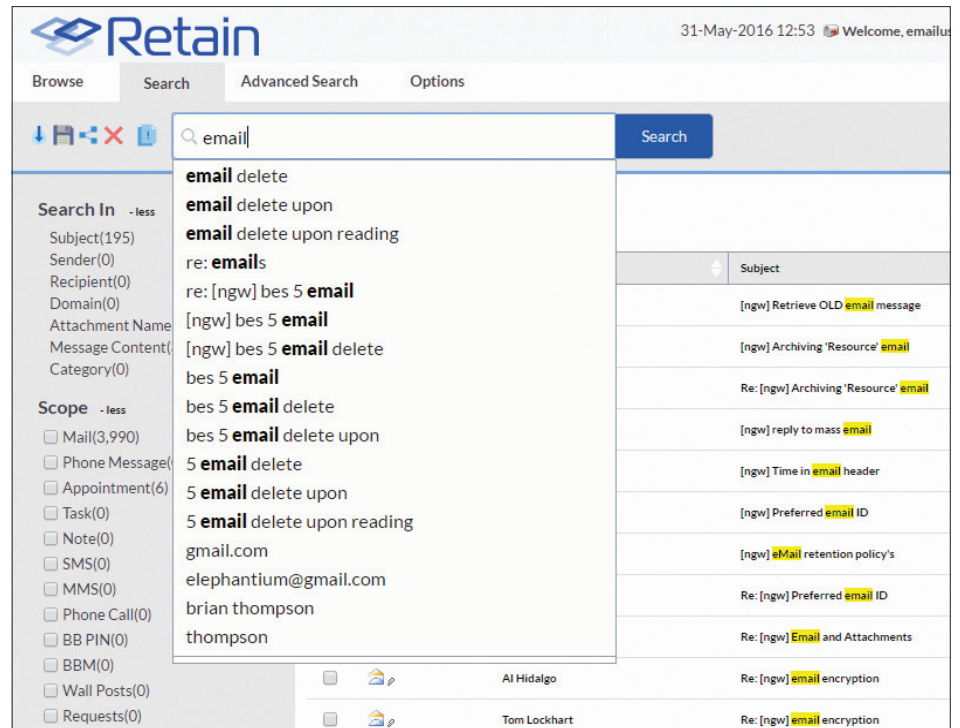 Retain
31-May-2016 12:53 Welcome, emailus
Browse Search Advanced Search Options
email Search
email delete
email delete upon
email delete upon reading
re: emails
re: [ngw] bes 5 email
[ngw] bes 5 email
[ngw] bes 5 email delete
bes 5 email
bes 5 email delete
bes 5 email delete upon
5 email delete
5 email delete upon
5 email delete upon reading
gmail.com
elephantium@gmail.com
brian thompson
thompson
Search In - less
Subject(195)
Sender(0)
Recipient(0)
Domain(0)
Attachment Name
Message Content(
Category(0)
Scope - less
Mail(3,990)
Phone Message(
Appointment(6)
Task(0)
Note(0)
SMS(0)
MMS(0)
Phone Call(0)
BB PIN(0)
BBM(0)
Wall Posts(0)
Requests(0)
Subject
[ngw] Retrieve OLD email message
[ngw] Archiving 'Resource' email
Re: [ngw] Archiving 'Resource' email
[ngw] reply to mass email
[ngw] Time in email header
[ngw] Preferred email ID
[ngw] eMail retention policy's
Re: [ngw] Preferred email ID
Re: [ngw] Email and Attachments
Al Hidalgo Re: [ngw] email encryption
Tom Lockhart Re: [ngw] email encryption